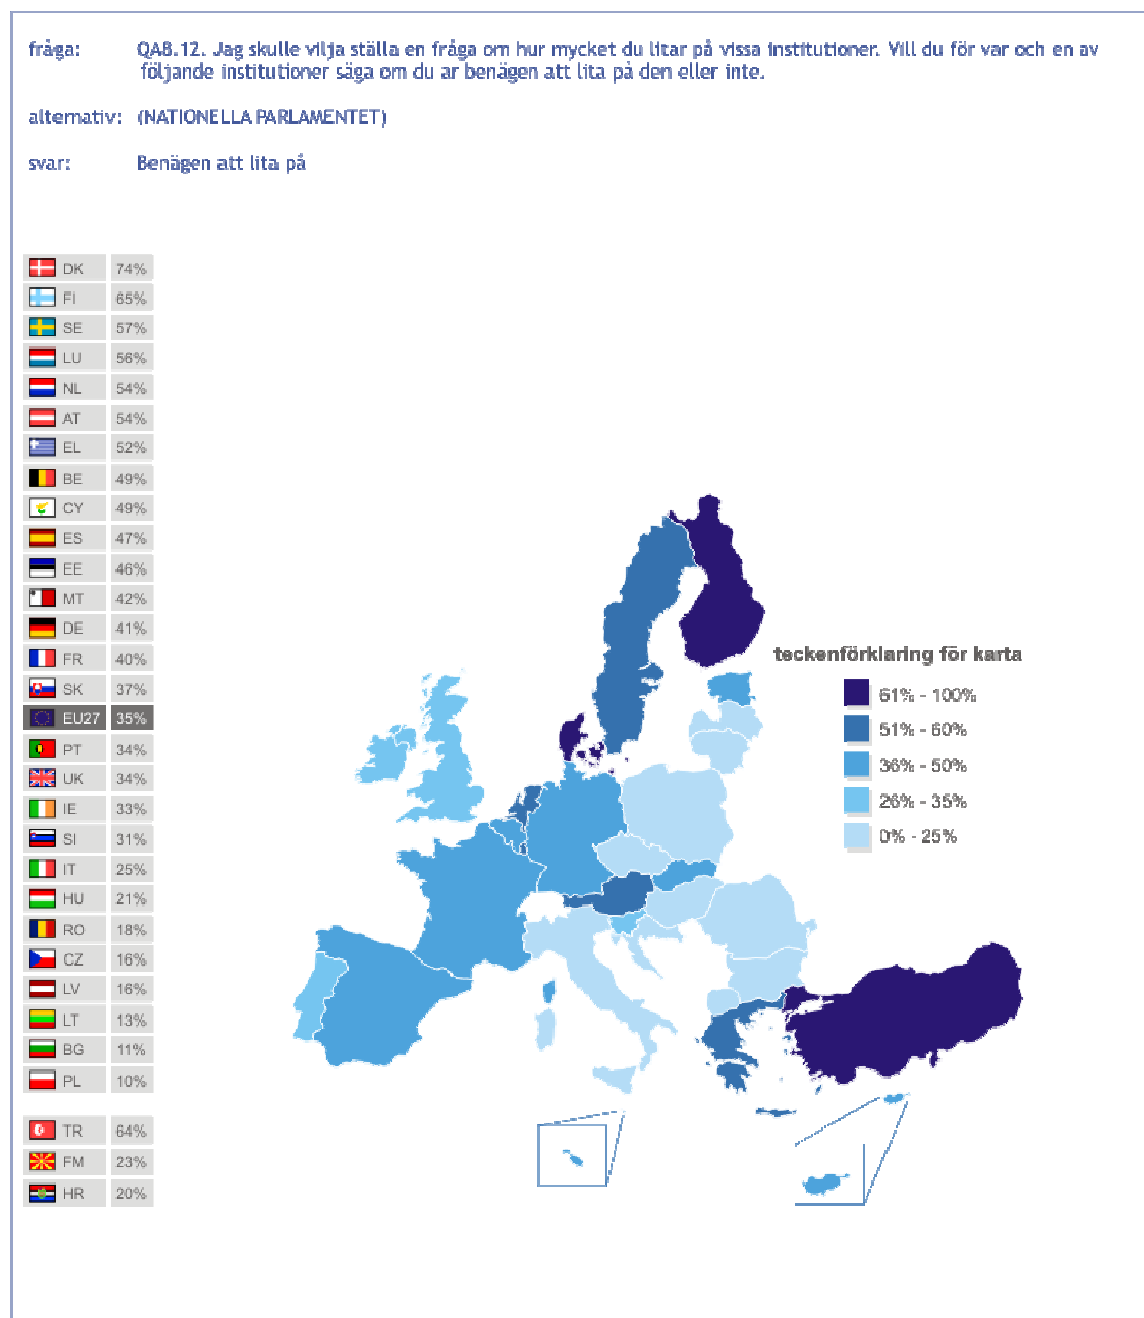 fråga: QA8.12. Jag skulle vilja ställa en fråga om hur mycket du litar på vissa institutioner. Vill du för var och en av
följande institutioner säga om du ar benägen att lita på den eller inte.
alternativ: (NATIONELLA PARLAMENTET)
svar: Benägen att lita på
DK 74%
FI 65%
SE 57%
LU 56%
NL 54%
AT 54%
EL 52%
BE 49%
CY 49%
ES 47%
EE 46%
MT 42%
DE 41%
FR 40%
SK 37%
EU27 35%
PT 34%
UK 34%
IE 33%
SI 31%
IT 25%
HU 21%
RO 18%
CZ 16%
LV 16%
LT 13%
BG 11%
PL 10%
TR 64%
FM 23%
HR 20%
teckenförklaring för karta
61% - 100%
51% - 60%
36% - 50%
26% - 35%
0% - 25%